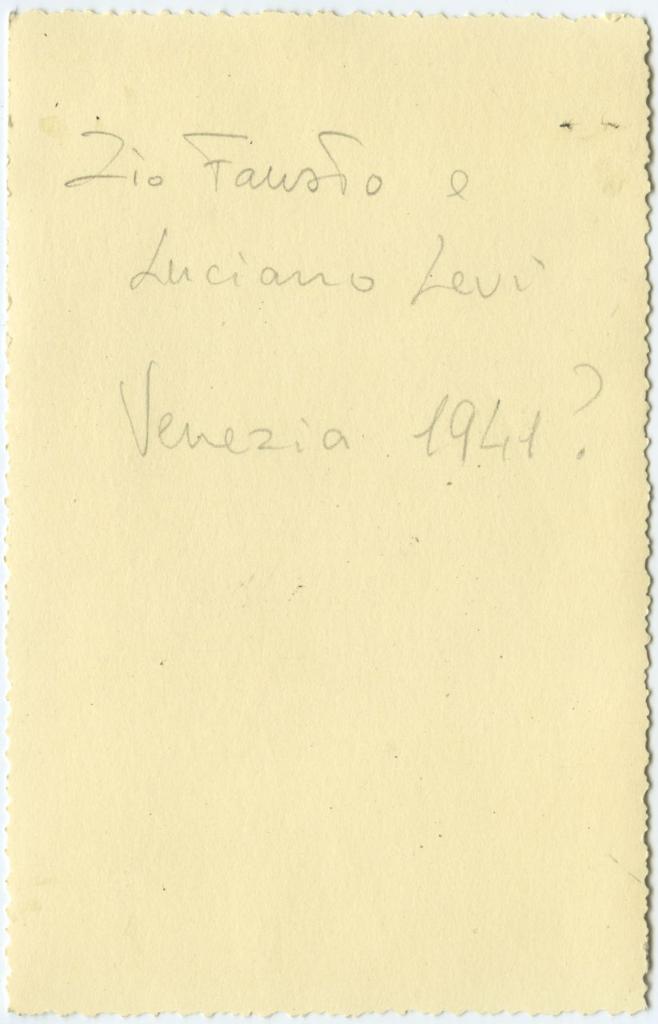 Zio Fausto e
Luciano Levi
Venezia 1941?